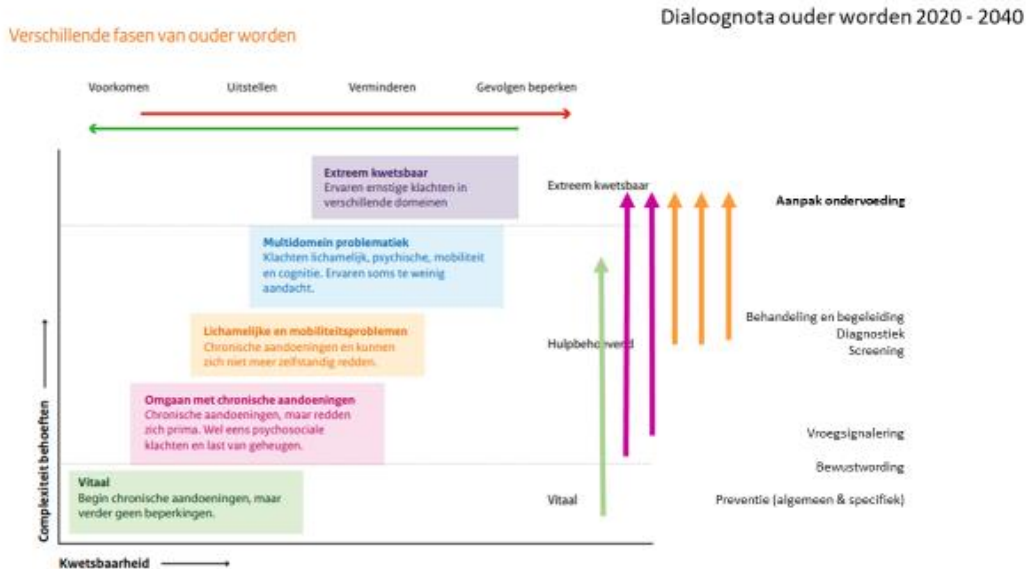 Dialoognota ouder worden 2020 - 2040
Verschillende fasen van ouder worden
Voorkomen
Uitstellen
Verminderen
Gevolgen beperken
Extreem kwetsbaar
Ervaren ernstige klachten in
verschillende domeinen
Extreem kwetsbaar
Aanpak ondervoeding
Multidomein problematiek
Klachten lichamelijk, psychische, mobiliteit
en cognitie. Ervaren soms te weinig
aandacht.
Lichamelijke en mobiliteitsproblemen
Chronische aandoeningen en kunnen
zich niet meer zelfstandig redden.
Hulpbehoevend
Behandeling en begeleiding
Diagnostiek
Screening
Omgaan met chronische aandoeningen
Chronische aandoeningen, maar redden
zich prima. Wel eens psychosociale
klachten en last van geheugen.
Vroegsignalering
Bewustwording
Vitaal
Begin chronische aandoeningen, maar
verder geen beperkingen.
Vitaal
Preventie (algemeen & specifiek)
Complexiteit behoeften
Kwetsbaarheid